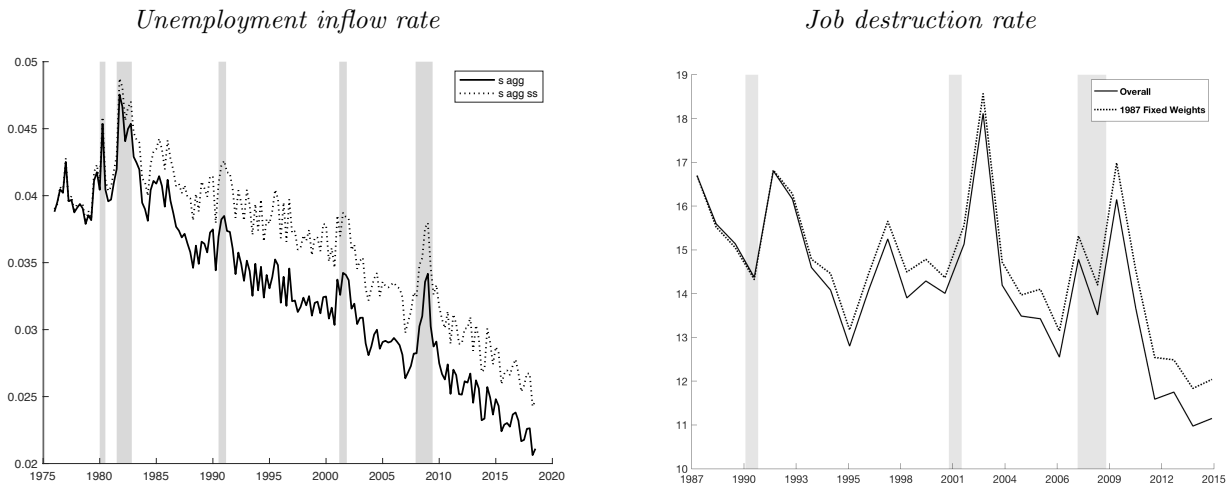 Unemployment inflow rate
0.05
0.045
0.04
0.035
0.03
0.025
0.02
1975 1980 1985 1990 1995 2000 2005 2010 2015 2020
s agg
s agg ss
Job destruction rate
19
18
17
16
15
14
13
12
11
10
1987 1990 1993 1995 1998 2001 2004 2006 2009 2012 2015
Overall
1987 Fixed Weights